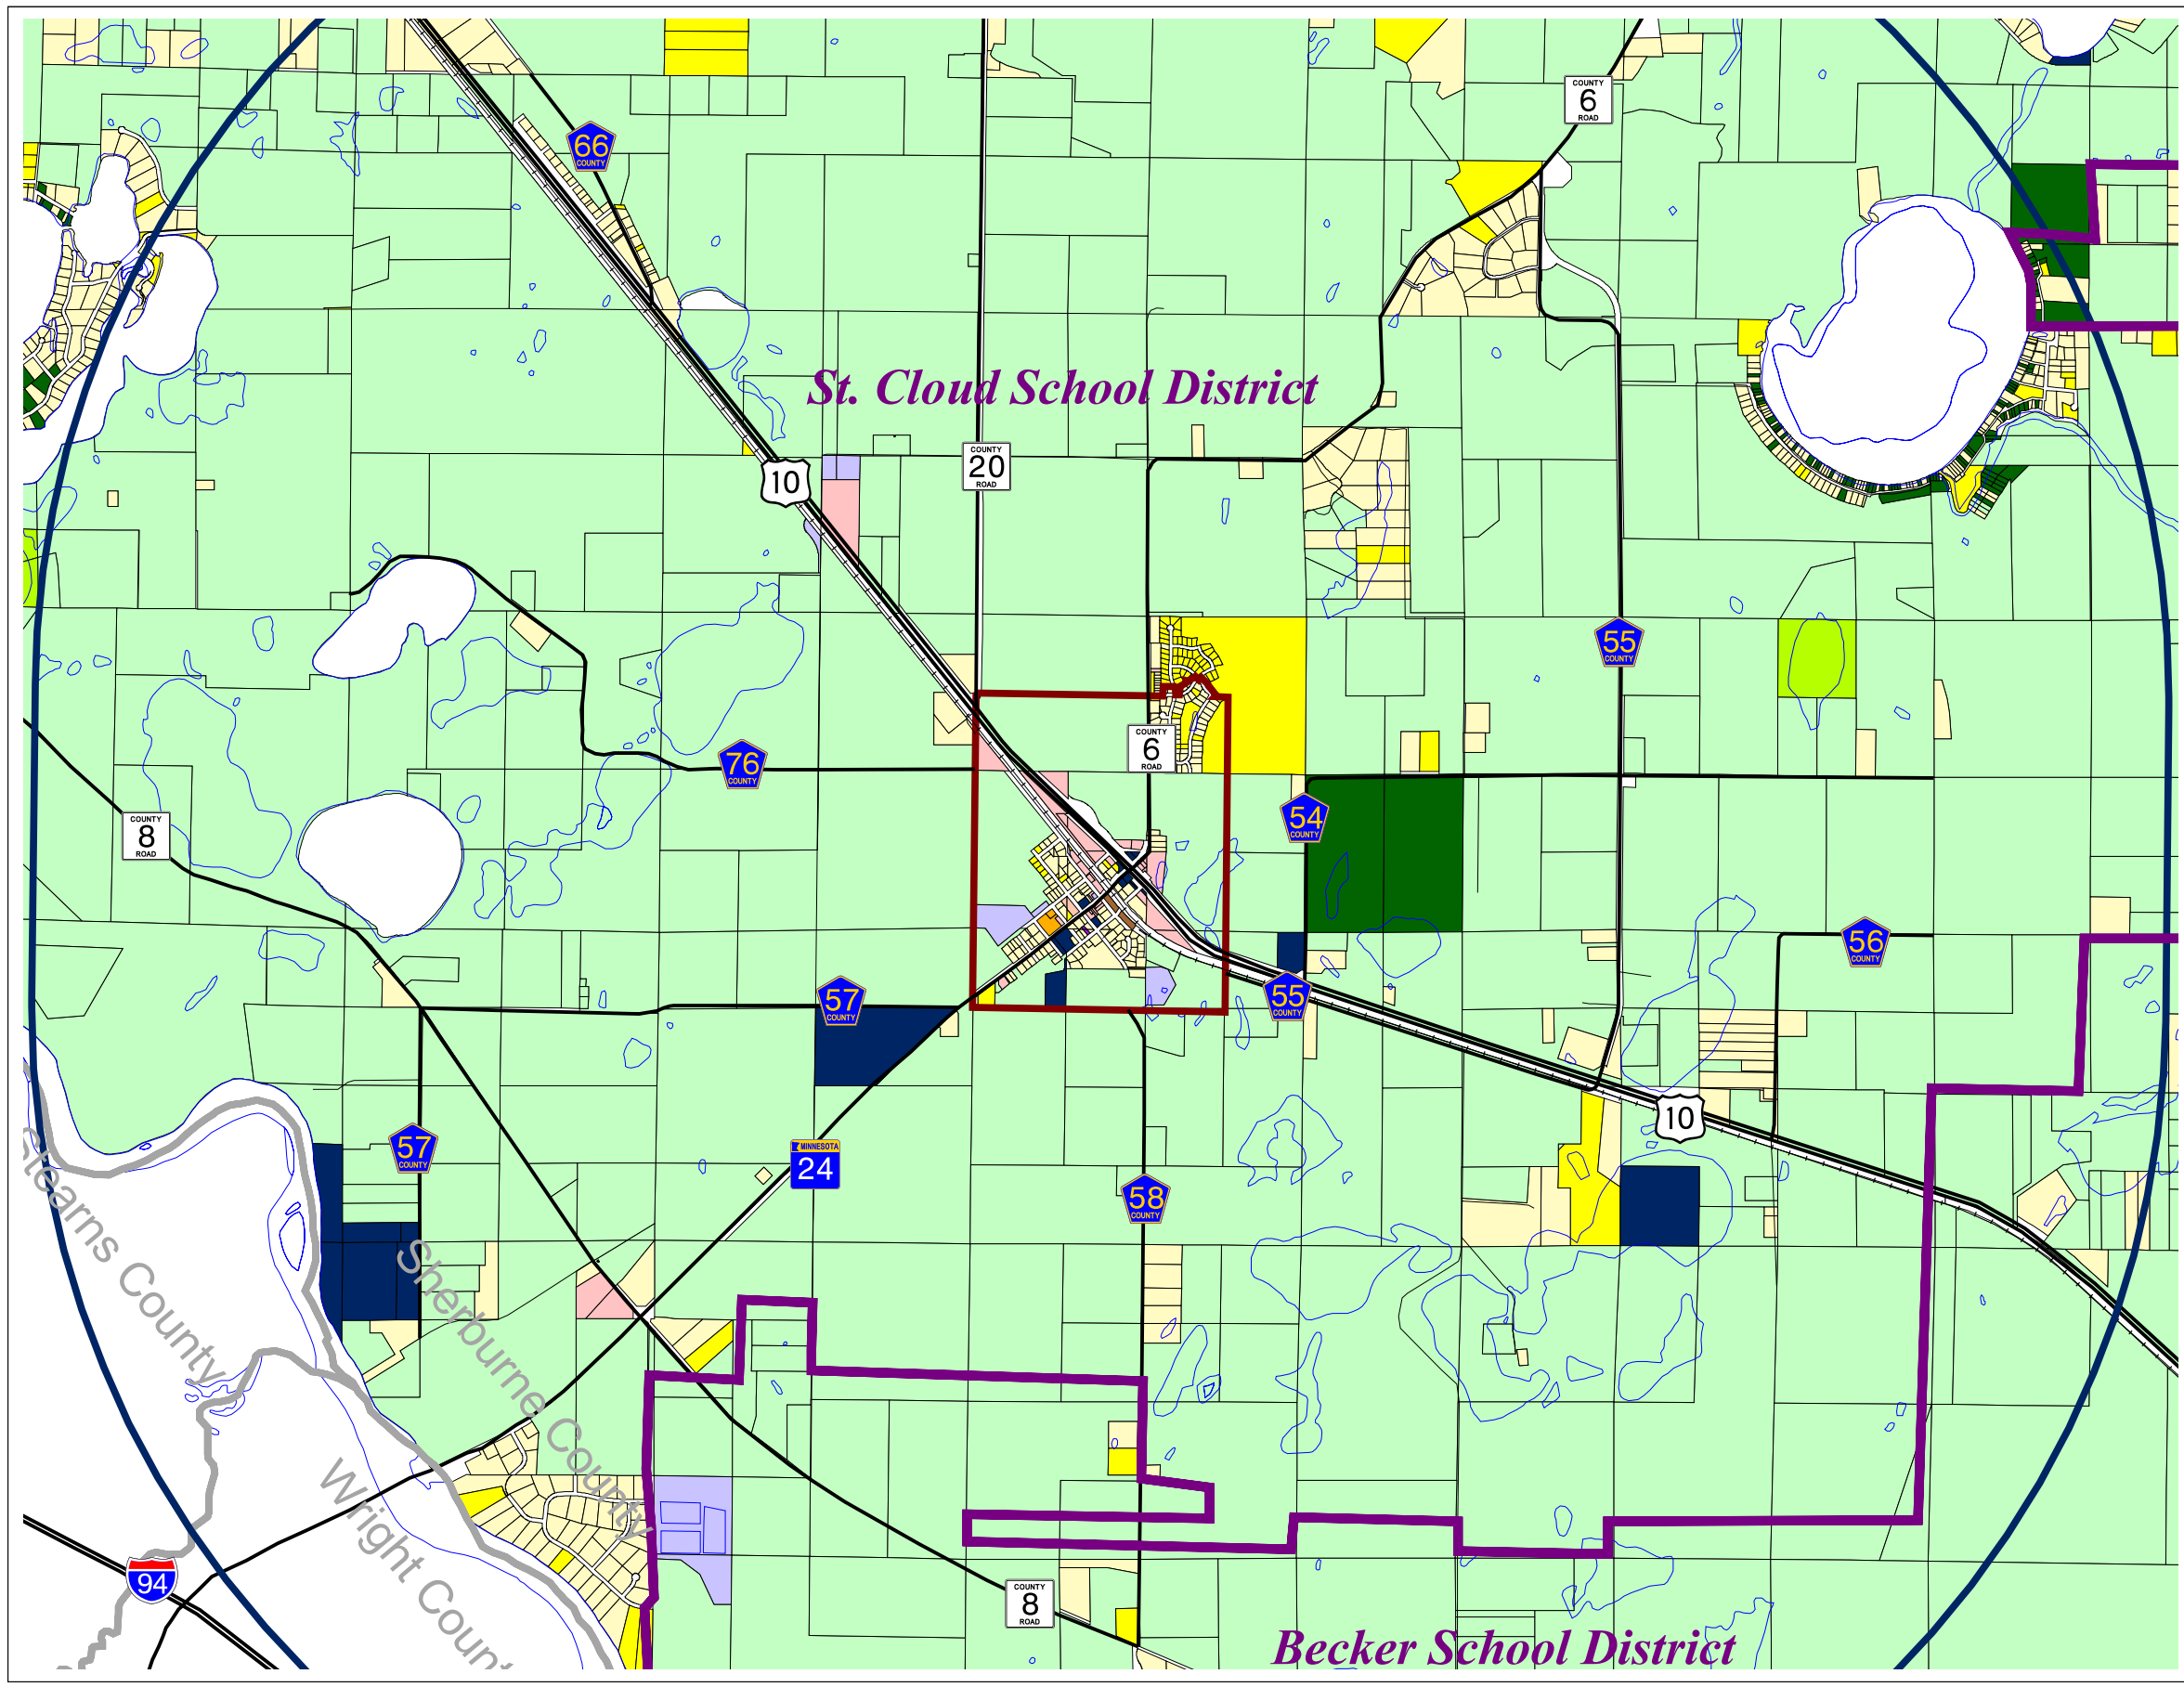 COUNTY
6
ROAD
66
COUNTY
St. Cloud School District
COUNTY
20
ROAD
10
55
COUNTY
COUNTY
6
ROAD
76
COUNTY
COUNTY
8
ROAD
54
COUNTY
56
COUNTY
57
COUNTY
55
COUNTY
10
57
COUNTY
MINNESOTA
24
58
COUNTY
Stearns County
Sherburne County
Wright Count
94
COUNTY
8
ROAD
Becker School District